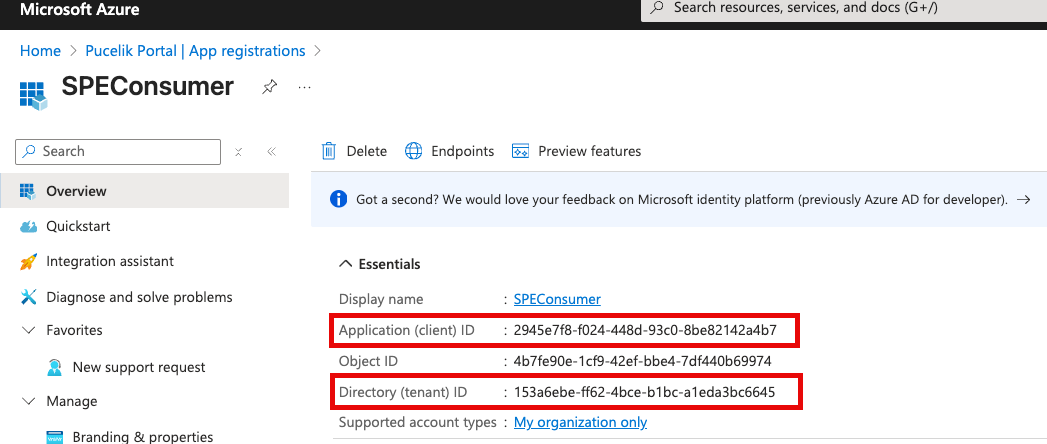 Microsoft Azure
Search resources, services, and docs (G+/)
Home > Pucelik Portal | App registrations >
SPEConsumer
...
Search
Delete
Endpoints
Preview features
Overview
Quickstart
Integration assistant
Diagnose and solve problems
Favorites
New support request
Manage
Branding & properties
Got a second? We would love your feedback on Microsoft identity platform (previously Azure AD for developer). →
Essentials
Display name : SPEConsumer
Application (client) ID : 2945e7f8-f024-448d-93c0-8be82142a4b7
Object ID : 4b7fe90e-1cf9-42ef-bbe4-7df440b69974
Directory (tenant) ID : 153a6ebe-ff62-4bce-b1bc-a1eda3bc6645
Supported account types : My organization only